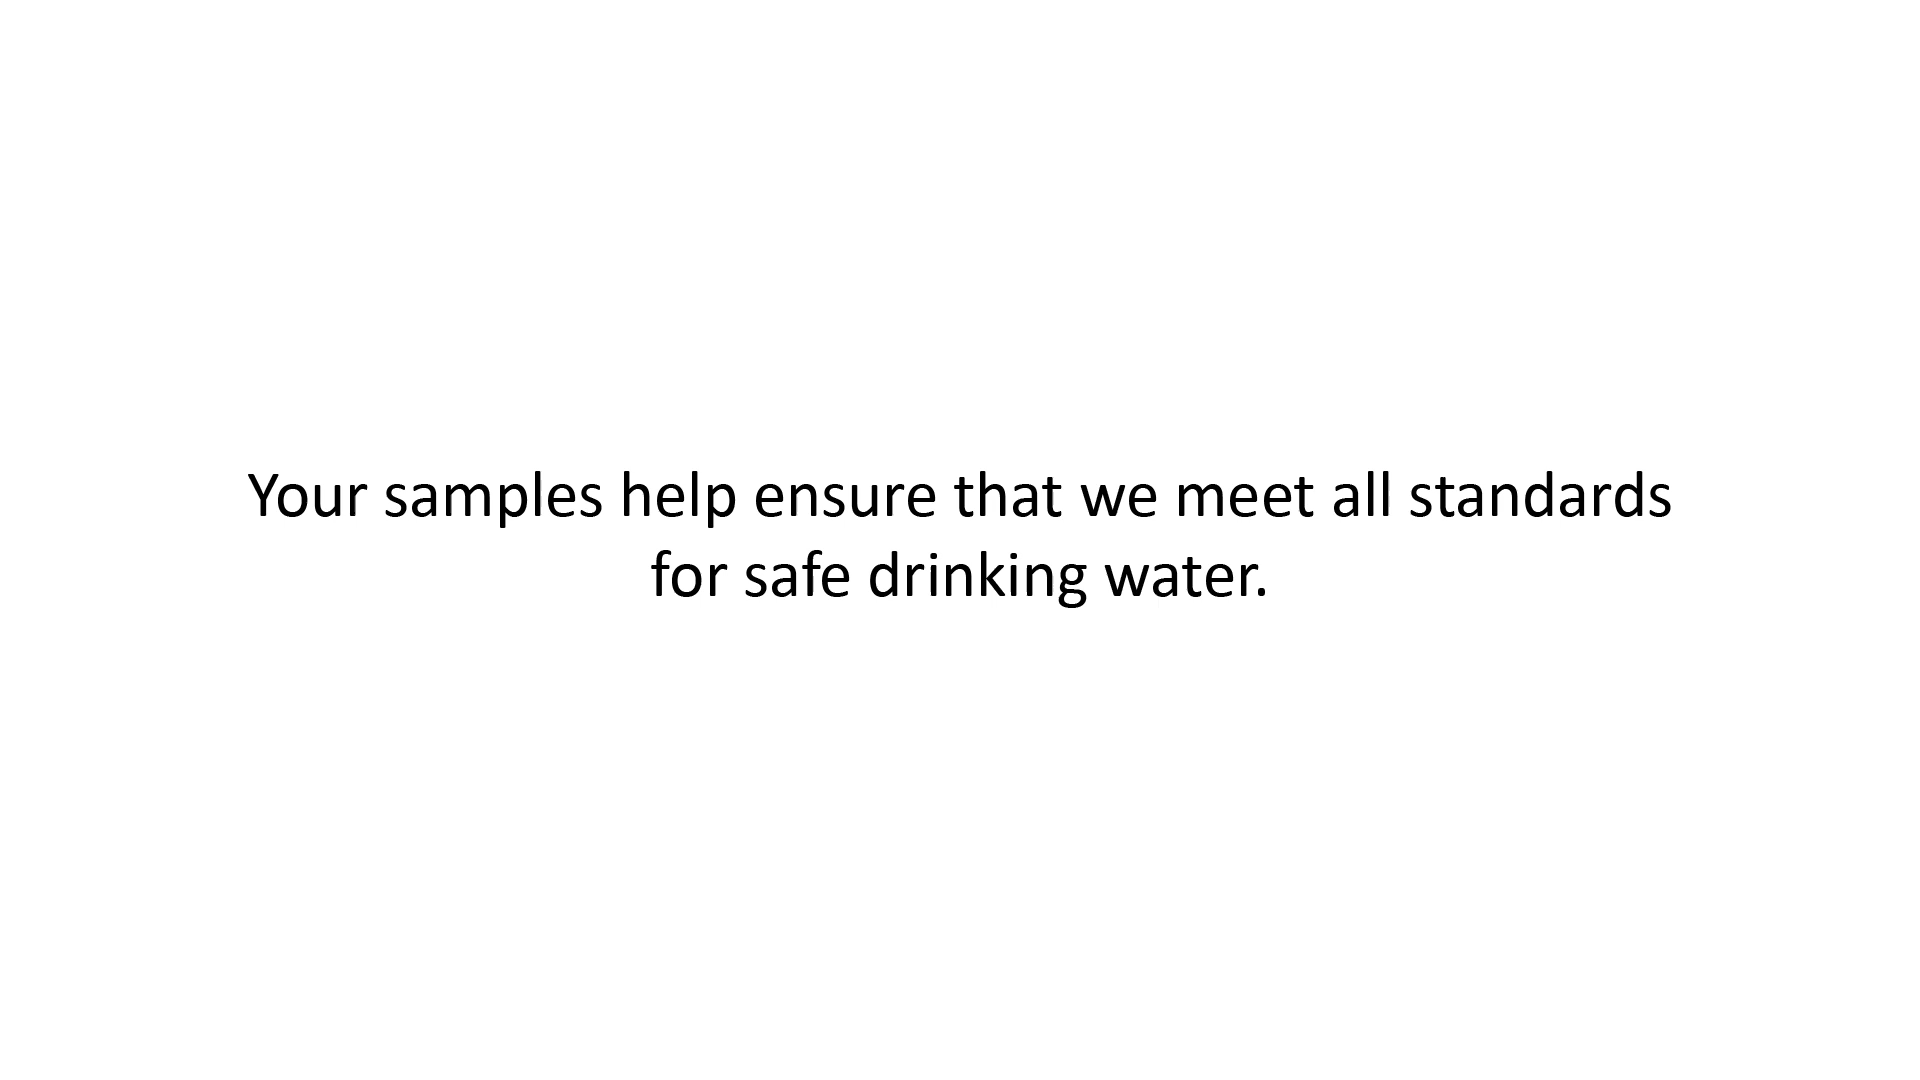 Your samples help ensure that we meet all standards
for safe drinking water.